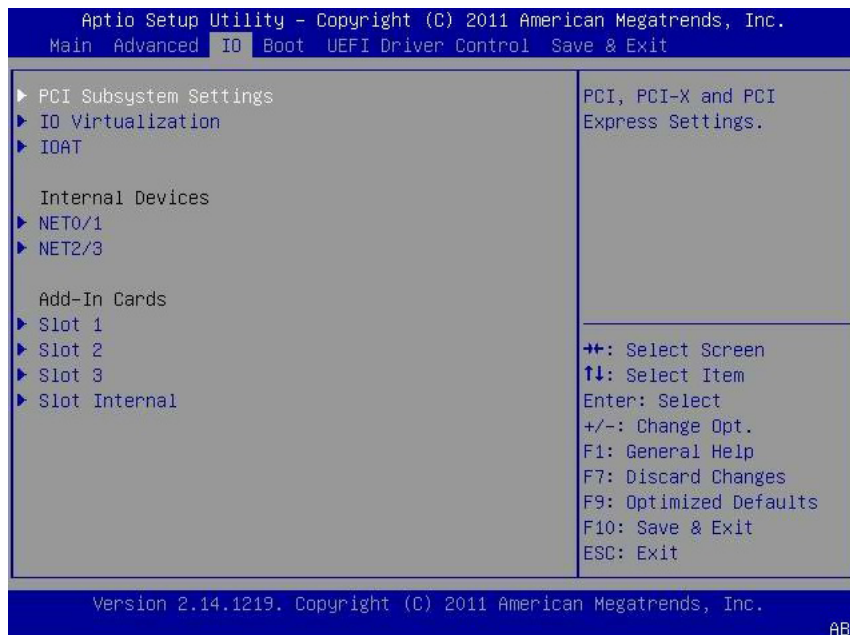 Aptio Setup Utility – Copyright (C) 2011 American Megatrends, Inc.
Main Advanced IO Boot UEFI Driver Control Save & Exit
PCI Subsystem Settings
IO Virtualization
IOAT
Internal Devices
NET0/1
NET2/3
Add-In Cards
Slot 1
Slot 2
Slot 3
Slot Internal
PCI, PCI-X and PCI
Express Settings.
→←: Select Screen
↑↓: Select Item
Enter: Select
+/-: Change Opt.
F1: General Help
F7: Discard Changes
F9: Optimized Defaults
F10: Save & Exit
ESC: Exit
Version 2.14.1219. Copyright (C) 2011 American Megatrends, Inc.
AB